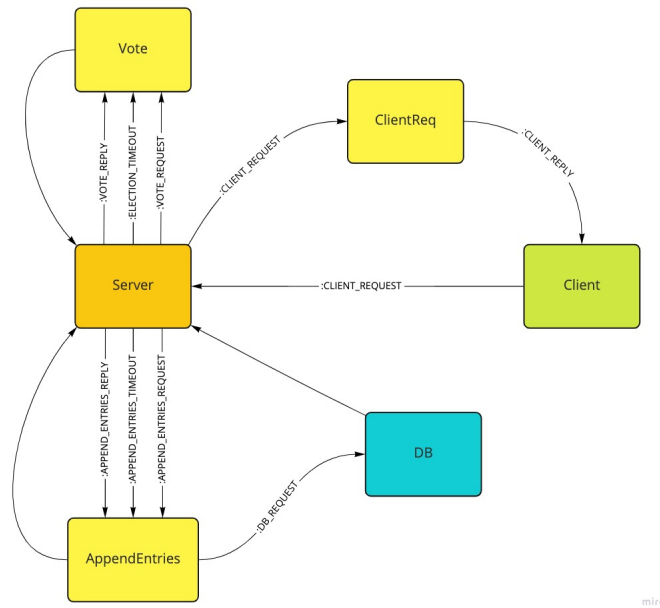 Vote
ClientReq
:VOTE_REPLY
:ELECTION_TIMEOUT
:VOTE_REQUEST
:CLIENT_REQUEST
:CLIENT_REPLY
Server
:CLIENT_REQUEST
Client
:APPEND_ENTRIES_REPLY
:APPEND_ENTRIES_TIMEOUT
:APPEND_ENTRIES_REQUEST
DB
:DB_REQUEST
AppendEntries